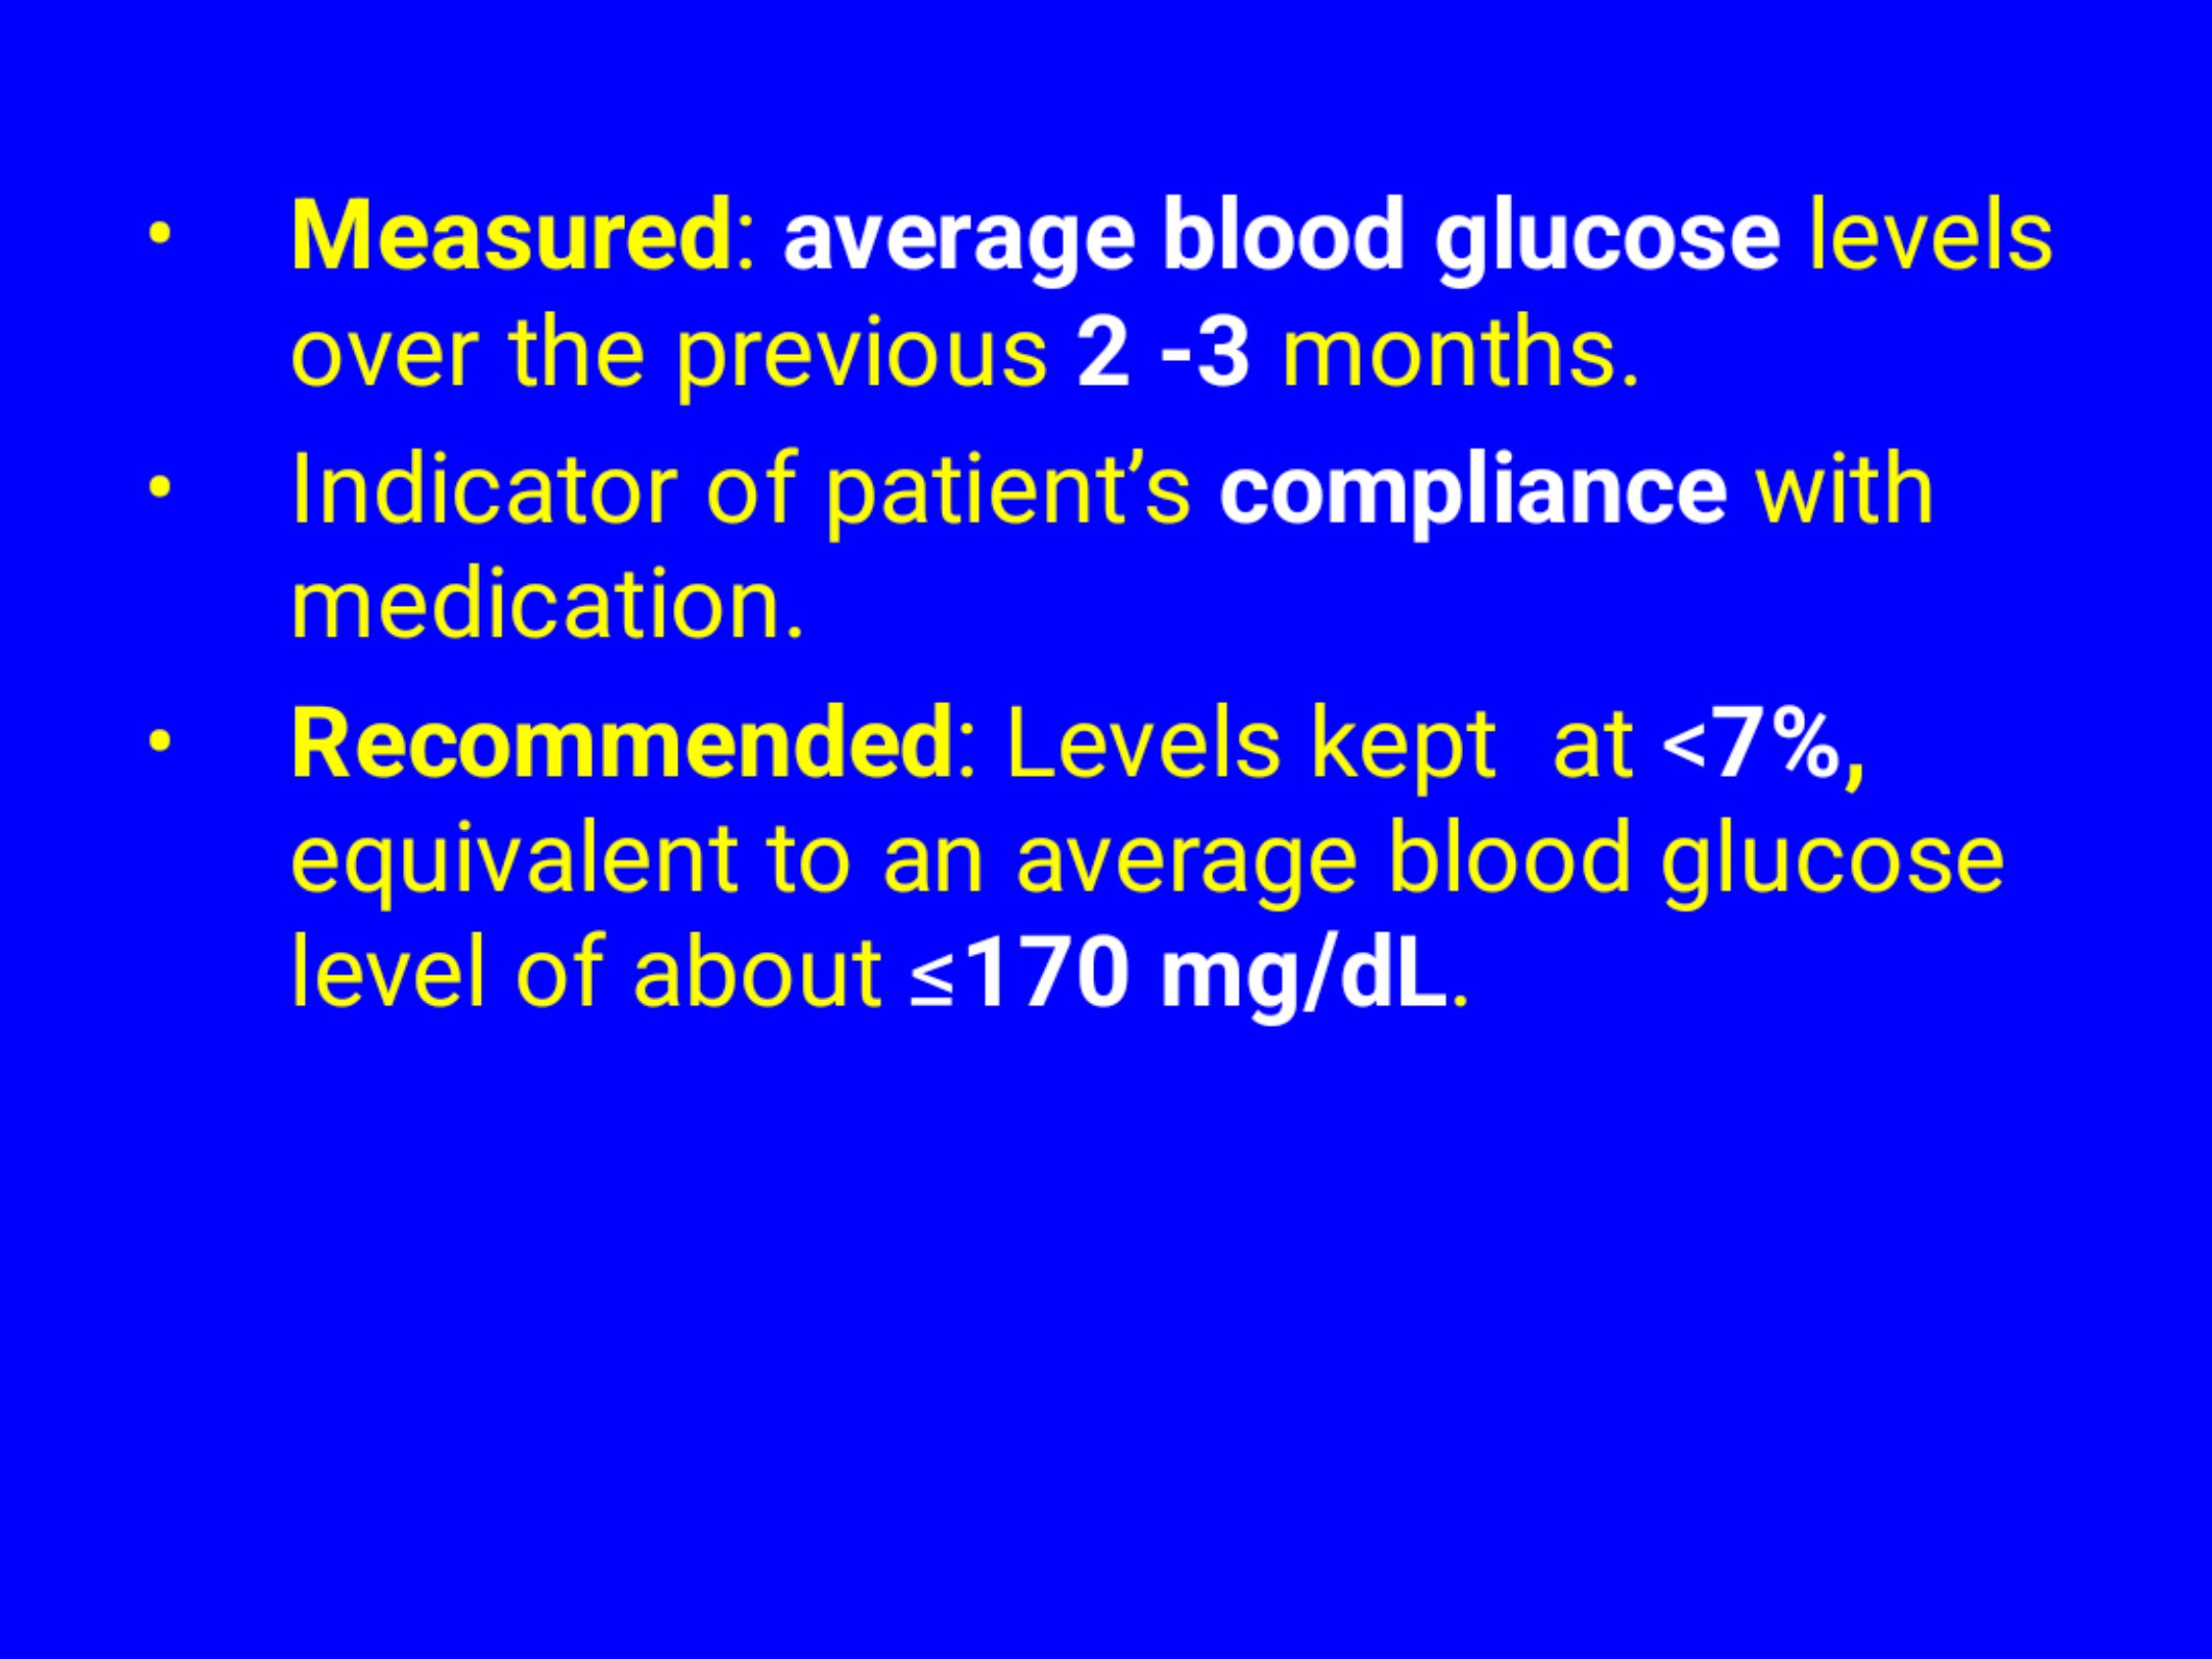 • Measured: average blood glucose levels
over the previous 2 -3 months.
• Indicator of patient’s compliance with
medication.
• Recommended: Levels kept  at <7%,
equivalent to an average blood glucose
level of about ≤170 mg/dL.